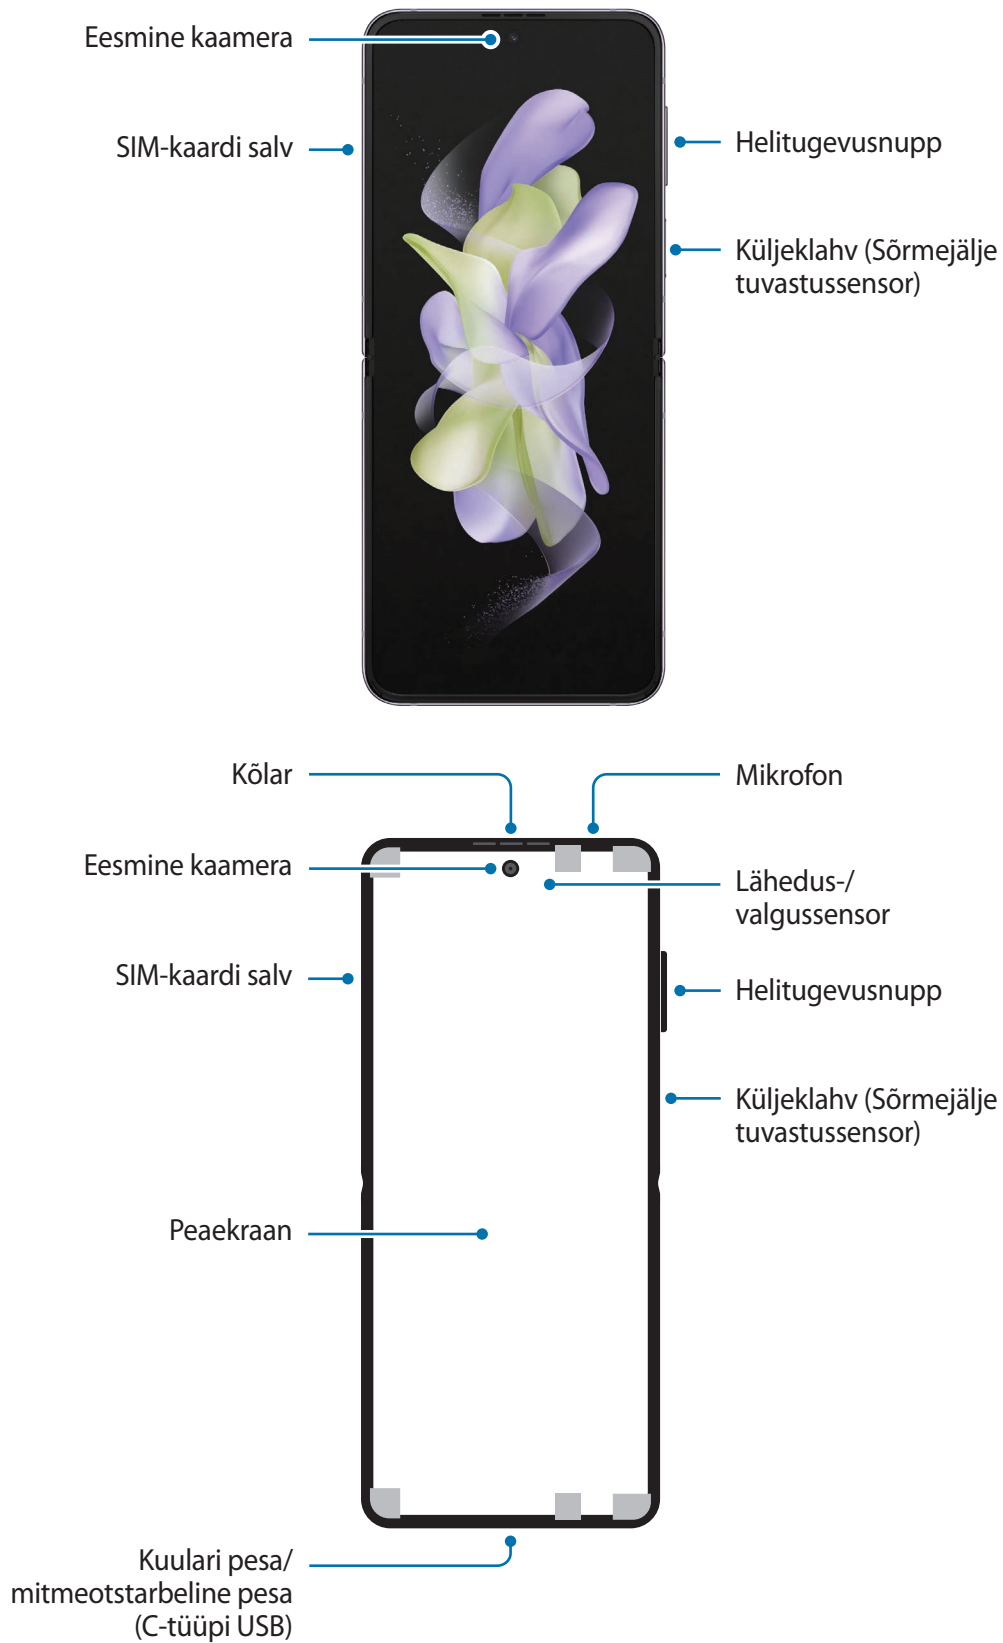 Eesmine kaamera
SIM-kaardi salv
Helitugevusnupp
Küljeklahv (Sõrmejälje
tuvastussensor)
Kõlar
Mikrofon
Eesmine kaamera
Lähedus-/
valgussensor
SIM-kaardi salv
Helitugevusnupp
Küljeklahv (Sõrmejälje
tuvastussensor)
Peaekraan
Kuulari pesa/
mitmeotstarbeline pesa
(C-tüüpi USB)